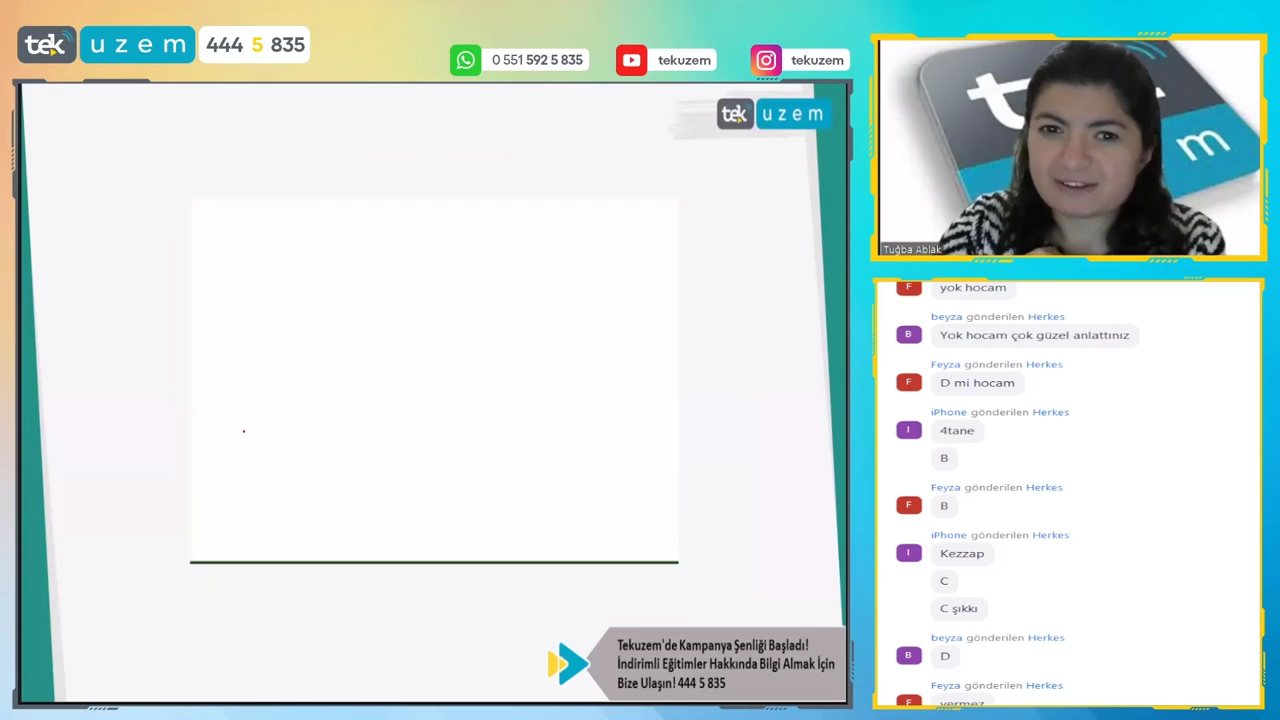 tek uzem 444 5 835
0 551 592 5 835
tekuzem
tekuzem
tek uzem
Tekuzem'de Kampanya Şenliği Başladı!
İndirimli Eğitimler Hakkında Bilgi Almak İçin
Bize Ulaşın! 444 5 835
m
Tuğba Ablak
F
yok hocam
beyza gönderilen Herkes
B
Yok hocam çok güzel anlattınız
Feyza gönderilen Herkes
F
D mi hocam
iPhone gönderilen Herkes
I
4tane
B
Feyza gönderilen Herkes
F
B
iPhone gönderilen Herkes
I
Kezzap
C
C şıkkı
beyza gönderilen Herkes
B
D
Feyza gönderilen Herkes
F
vermez